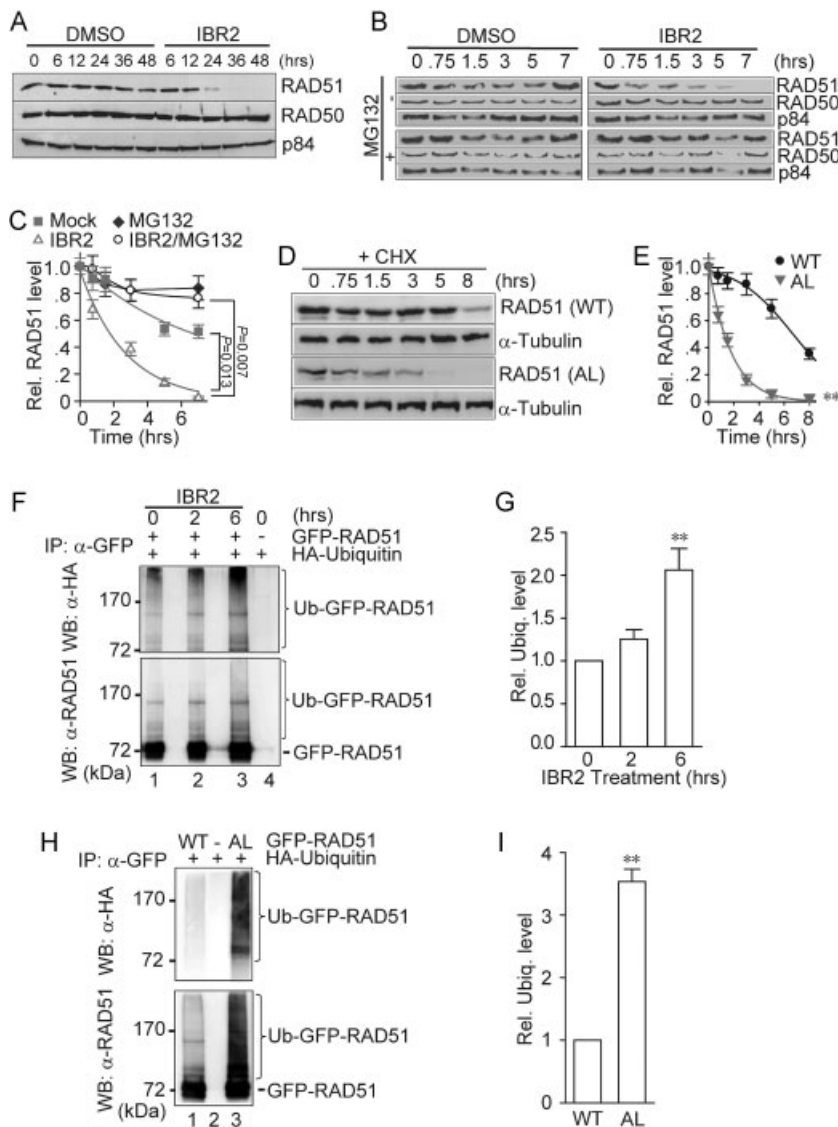 A
DMSO IBR2
0 6 12 24 36 48 6 12 24 36 48 (hrs)
RAD51
RAD50
p84
B
DMSO IBR2
0 .75 1.5 3 5 7 0 .75 1.5 3 5 7 (hrs)
MG132
-
RAD51
RAD50
p84
+
RAD51
RAD50
p84
C
Mock MG132
IBR2 IBR2/MG132
Rel. RAD51 level
1.0
.8
.6
.4
.2
0
0 2 4 6
Time (hrs)
P=0.013
P=0.007
D
+ CHX
0 .75 1.5 3 5 8 (hrs)
RAD51 (WT)
α-Tubulin
RAD51 (AL)
α-Tubulin
E
WT
AL
Rel. RAD51 level
1.0
.8
.6
.4
.2
0
0 2 4 6 8
Time (hrs)
**
F
IBR2
0 2 6 0 (hrs)
+ + + - GFP-RAD51
IP: α-GFP + + + + HA-Ubiquitin
WB: α-HA
170
72
Ub-GFP-RAD51
WB: α-RAD51
170
72
Ub-GFP-RAD51
GFP-RAD51
(kDa) 1 2 3 4
G
Rel. Ubiq. level
2.5
2.0
1.5
1.0
0.5
0.0
**
0 2 6
IBR2 Treatment (hrs)
H
WT - AL GFP-RAD51
IP: α-GFP + + + HA-Ubiquitin
WB: α-HA
170
72
Ub-GFP-RAD51
WB: α-RAD51
170
72
Ub-GFP-RAD51
GFP-RAD51
(kDa) 1 2 3
I
Rel. Ubiq. level
4
3
2
1
0
**
WT AL